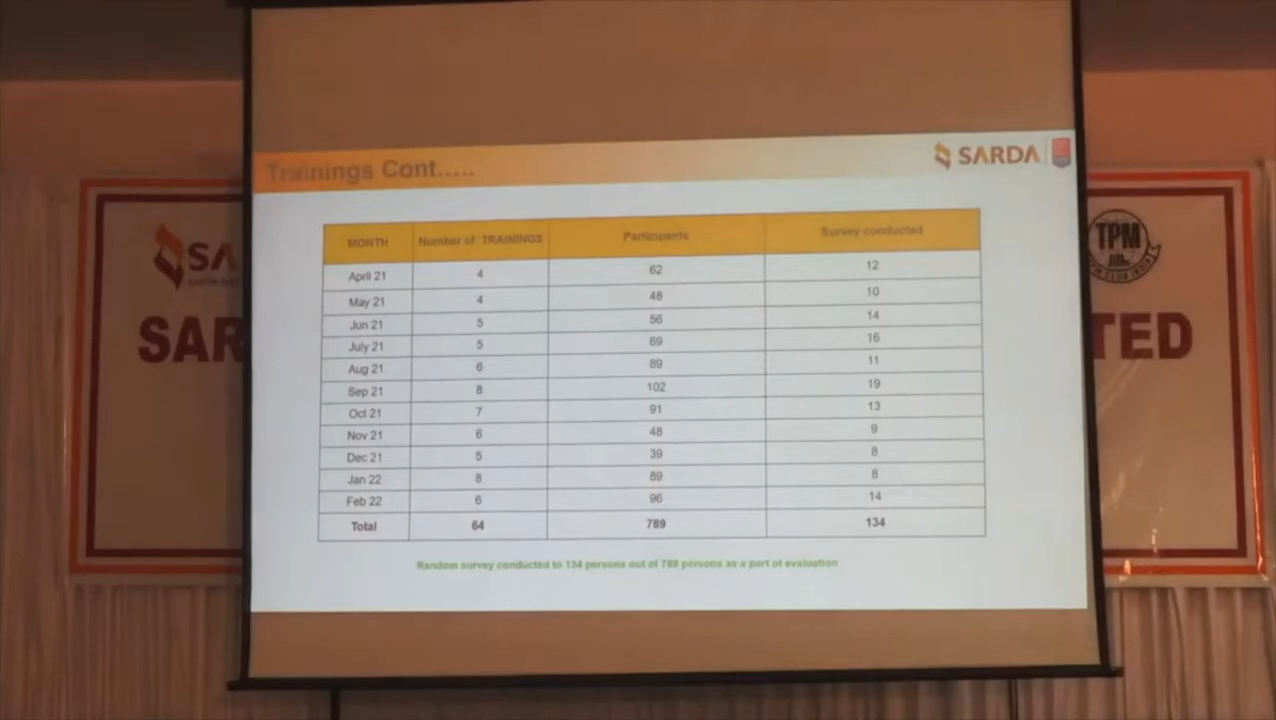 Trainings Cont.....
SARDA
MONTH Number of TRAININGS Participants Survey conducted
April 21 4 62 12
May 21 4 48 10
Jun 21 5 56 14
July 21 5 69 16
Aug 21 6 89 11
Sep 21 8 102 19
Oct 21 7 91 13
Nov 21 6 48 9
Dec 21 5 39 8
Jan 22 8 89 8
Feb 22 6 96 14
Total 64 789 134
Random survey conducted to 134 persons out of 789 persons as a part of evaluation
SA
SAR
TPM
CLUB INDIA
TED